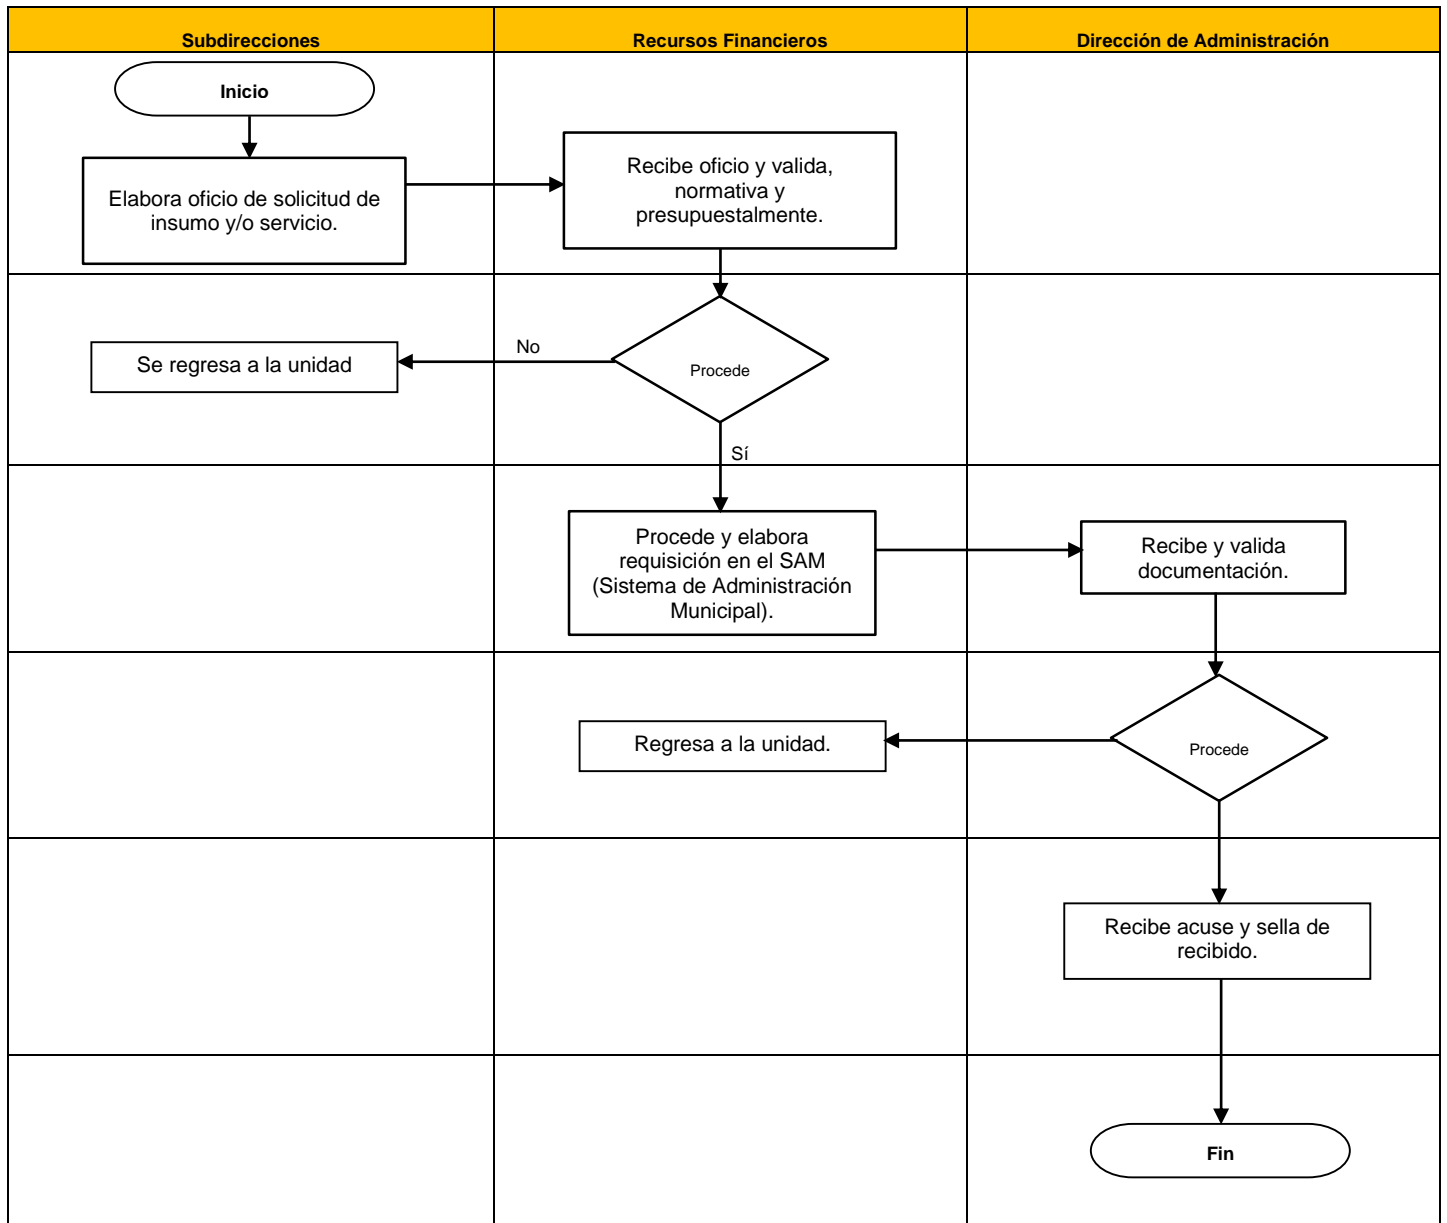 Subdirecciones
Recursos Financieros
Dirección de Administración
Inicio
Elabora oficio de solicitud de
insumo y/o servicio.
Recibe oficio y valida,
normativa y
presupuestalmente.
Se regresa a la unidad
No
Procede
Sí
Procede y elabora
requisición en el SAM
(Sistema de Administración
Municipal).
Recibe y valida
documentación.
Regresa a la unidad.
Procede
Recibe acuse y sella de
recibido.
Fin